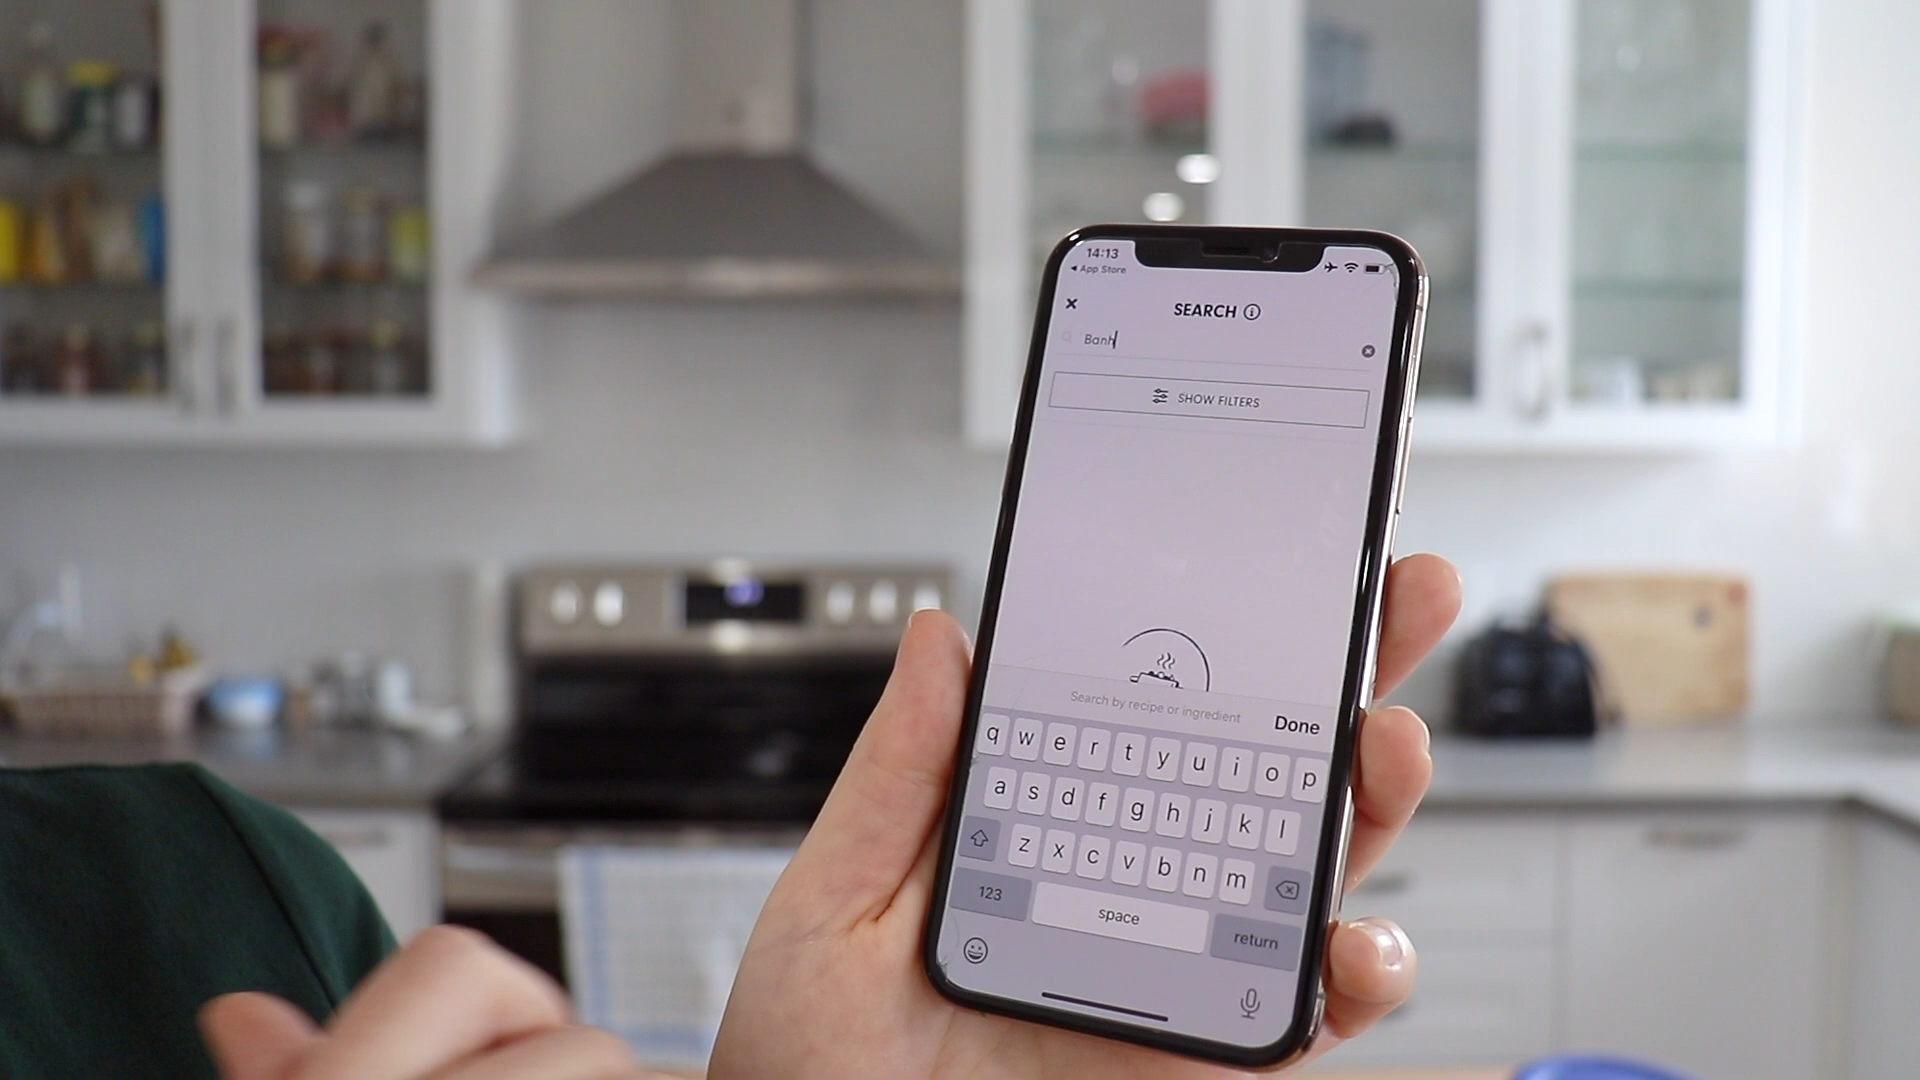 14:13
◀ App Store
SEARCH
Banh
SHOW FILTERS
Search by recipe or ingredient
Done
q w e r t y u i o p
a s d f g h j k l
z x c v b n m
123
space
return